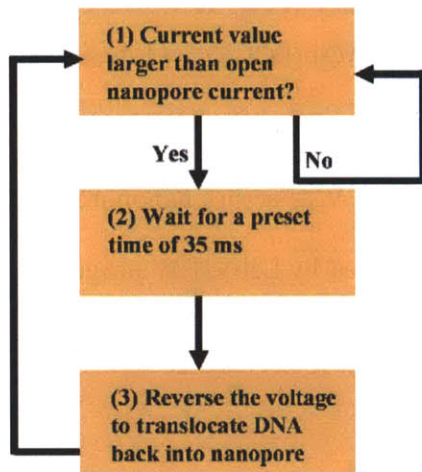 (1) Current value
larger than open
nanopore current?
Yes
No
(2) Wait for a preset
time of 35 ms
(3) Reverse the voltage
to translocate DNA
back into nanopore